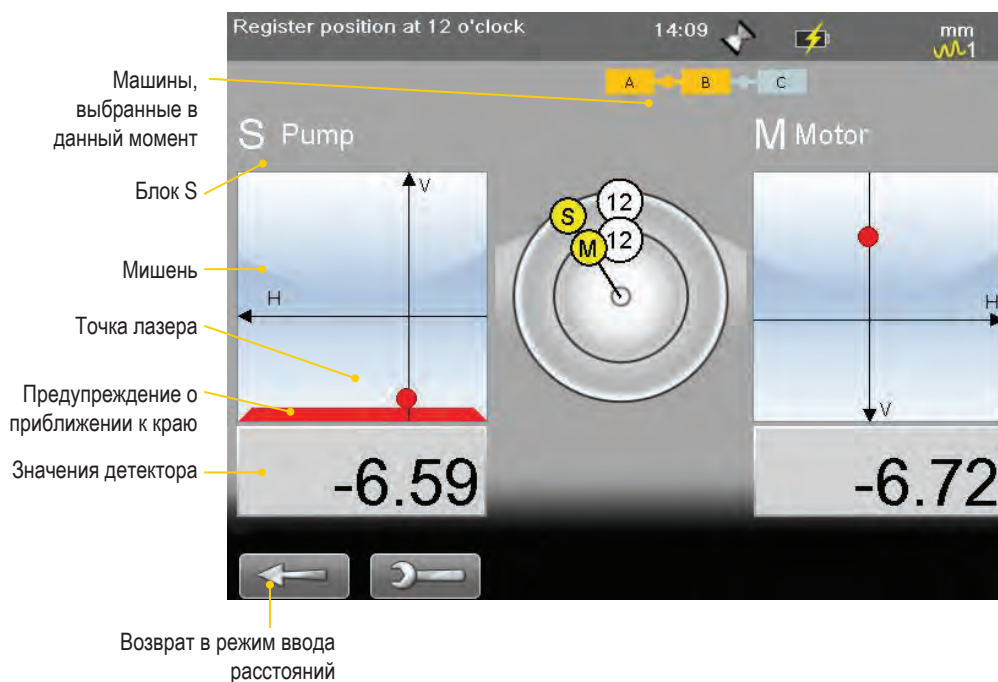 Register position at 12 o'clock
14:09
mm
1
A B C
Машины,
выбранные в
данный момент
S Pump
M Motor
Блок S
V
S 12
M 12
Мишень
H
H
Точка лазера
Предупреждение о
приближении к краю
V
Значения детектора
-6.59
-6.72
Возврат в режим ввода
расстояний